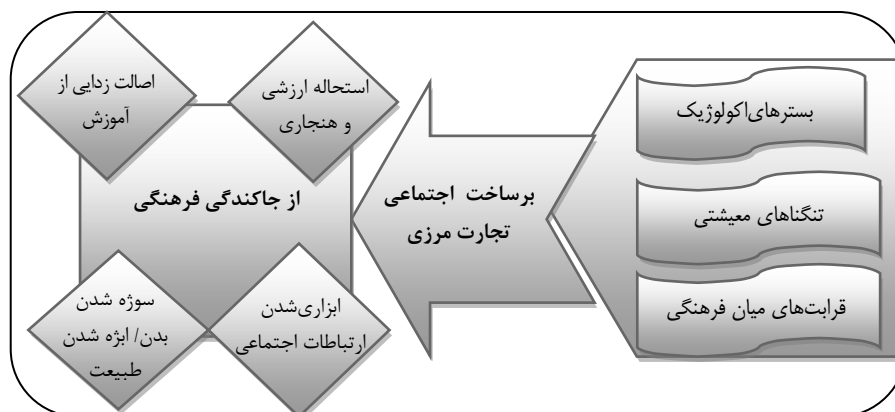 بسترهای‌اکولوژیک
تنگناهای معیشتی
قرابت‌های میان فرهنگی
برساخت اجتماعی
تجارت مرزی
از جاکندگی فرهنگی
استحاله ارزشی
و هنجاری
اصالت زدایی از
آموزش
ابزاری‌شدن
ارتباطات اجتماعی
سوژه شدن
بدن/ ابژه شدن
طبیعت